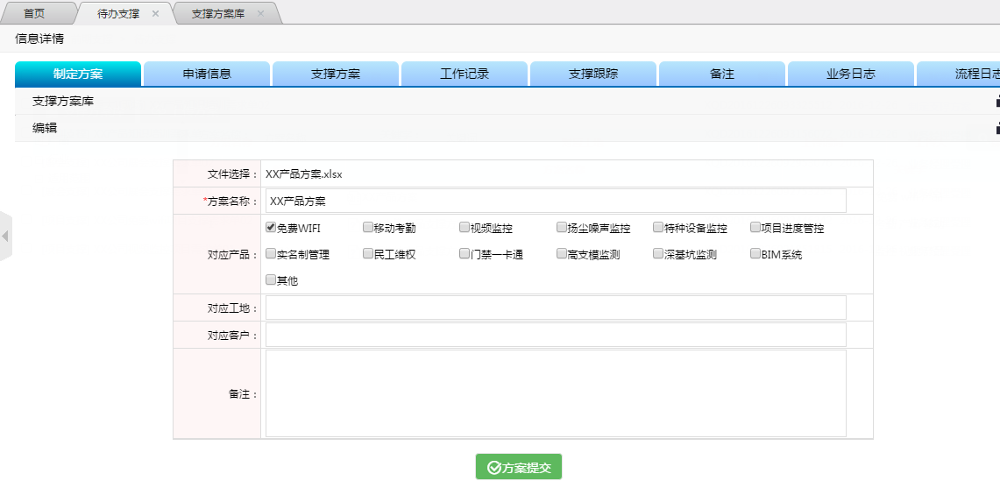 首页 待办支撑 支撑方案库
信息详情
制定方案 申请信息 支撑方案 工作记录 支撑跟踪 备注 业务日志 流程日志
支撑方案库
编辑
文件选择： XX产品方案.xlsx
*方案名称： XX产品方案
免费WIFI 移动考勤 视频监控 扬尘噪声监控 特种设备监控 项目进度管控
对应产品： 实名制管理 民工维权 门禁一卡通 高支模监测 深基坑监测 BIM系统
其他
对应工地：
对应客户：
备注：
方案提交